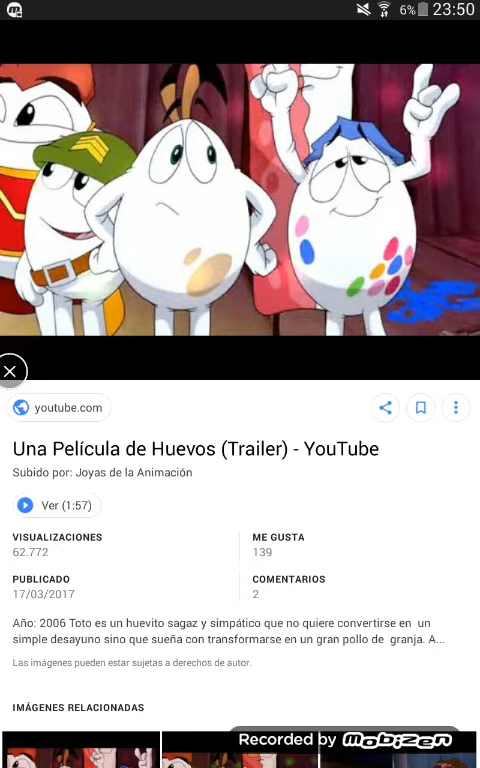 6% 23:50
youtube.com
Una Película de Huevos (Trailer) - YouTube
Subido por: Joyas de la Animación
Ver (1:57)
VISUALIZACIONES ME GUSTA
62.772 139
PUBLICADO COMENTARIOS
17/03/2017 2
Año: 2006 Toto es un huevito sagaz y simpático que no quiere convertirse en un
simple desayuno sino que sueña con transformarse en un gran pollo de granja. A...
Las imágenes pueden estar sujetas a derechos de autor.
IMÁGENES RELACIONADAS
Recorded by mobizen